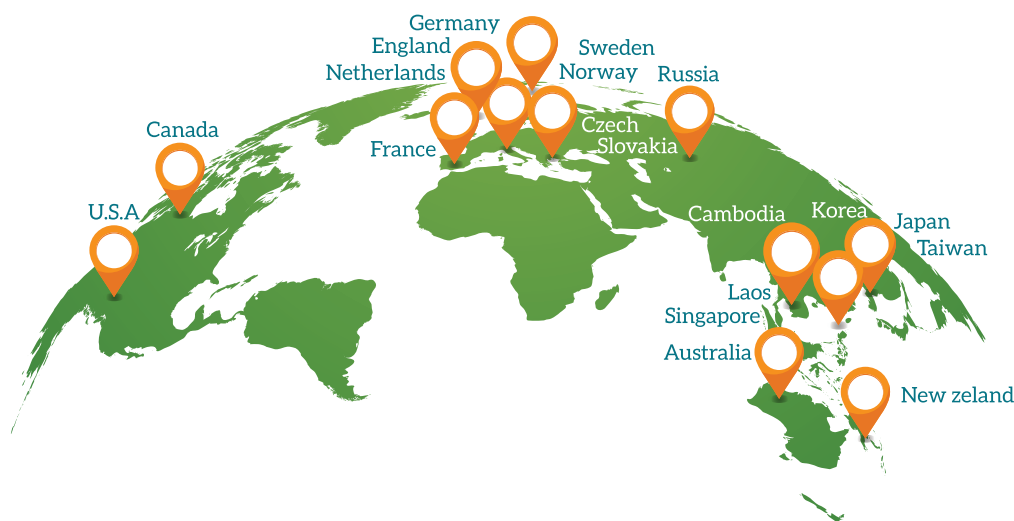 Germany
England
Netherlands
Sweden
Norway
Russia
Czech
Slovakia
France
Canada
U.S.A
Cambodia
Korea
Japan
Taiwan
Laos
Singapore
Australia
New zeland